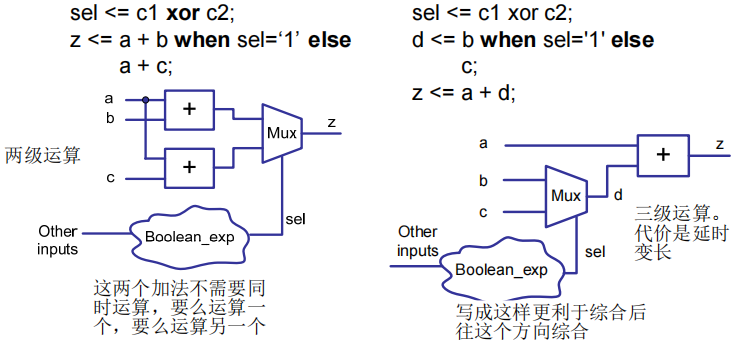 sel <= c1 xor c2;
z <= a + b when sel=‘1’ else
a + c;
a
b
+
Mux
z
两级运算
+
c
sel
Other
inputs
Boolean_exp
这两个加法不需要同
时运算，要么运算一
个，要么运算另一个
sel <= c1 xor c2;
d <= b when sel='1' else
c;
z <= a + d;
a
+
z
b
Mux
d
c
三级运算。
代价是延时
变长
Other
inputs
sel
Boolean_exp
写成这样更利于综合后
往这个方向综合